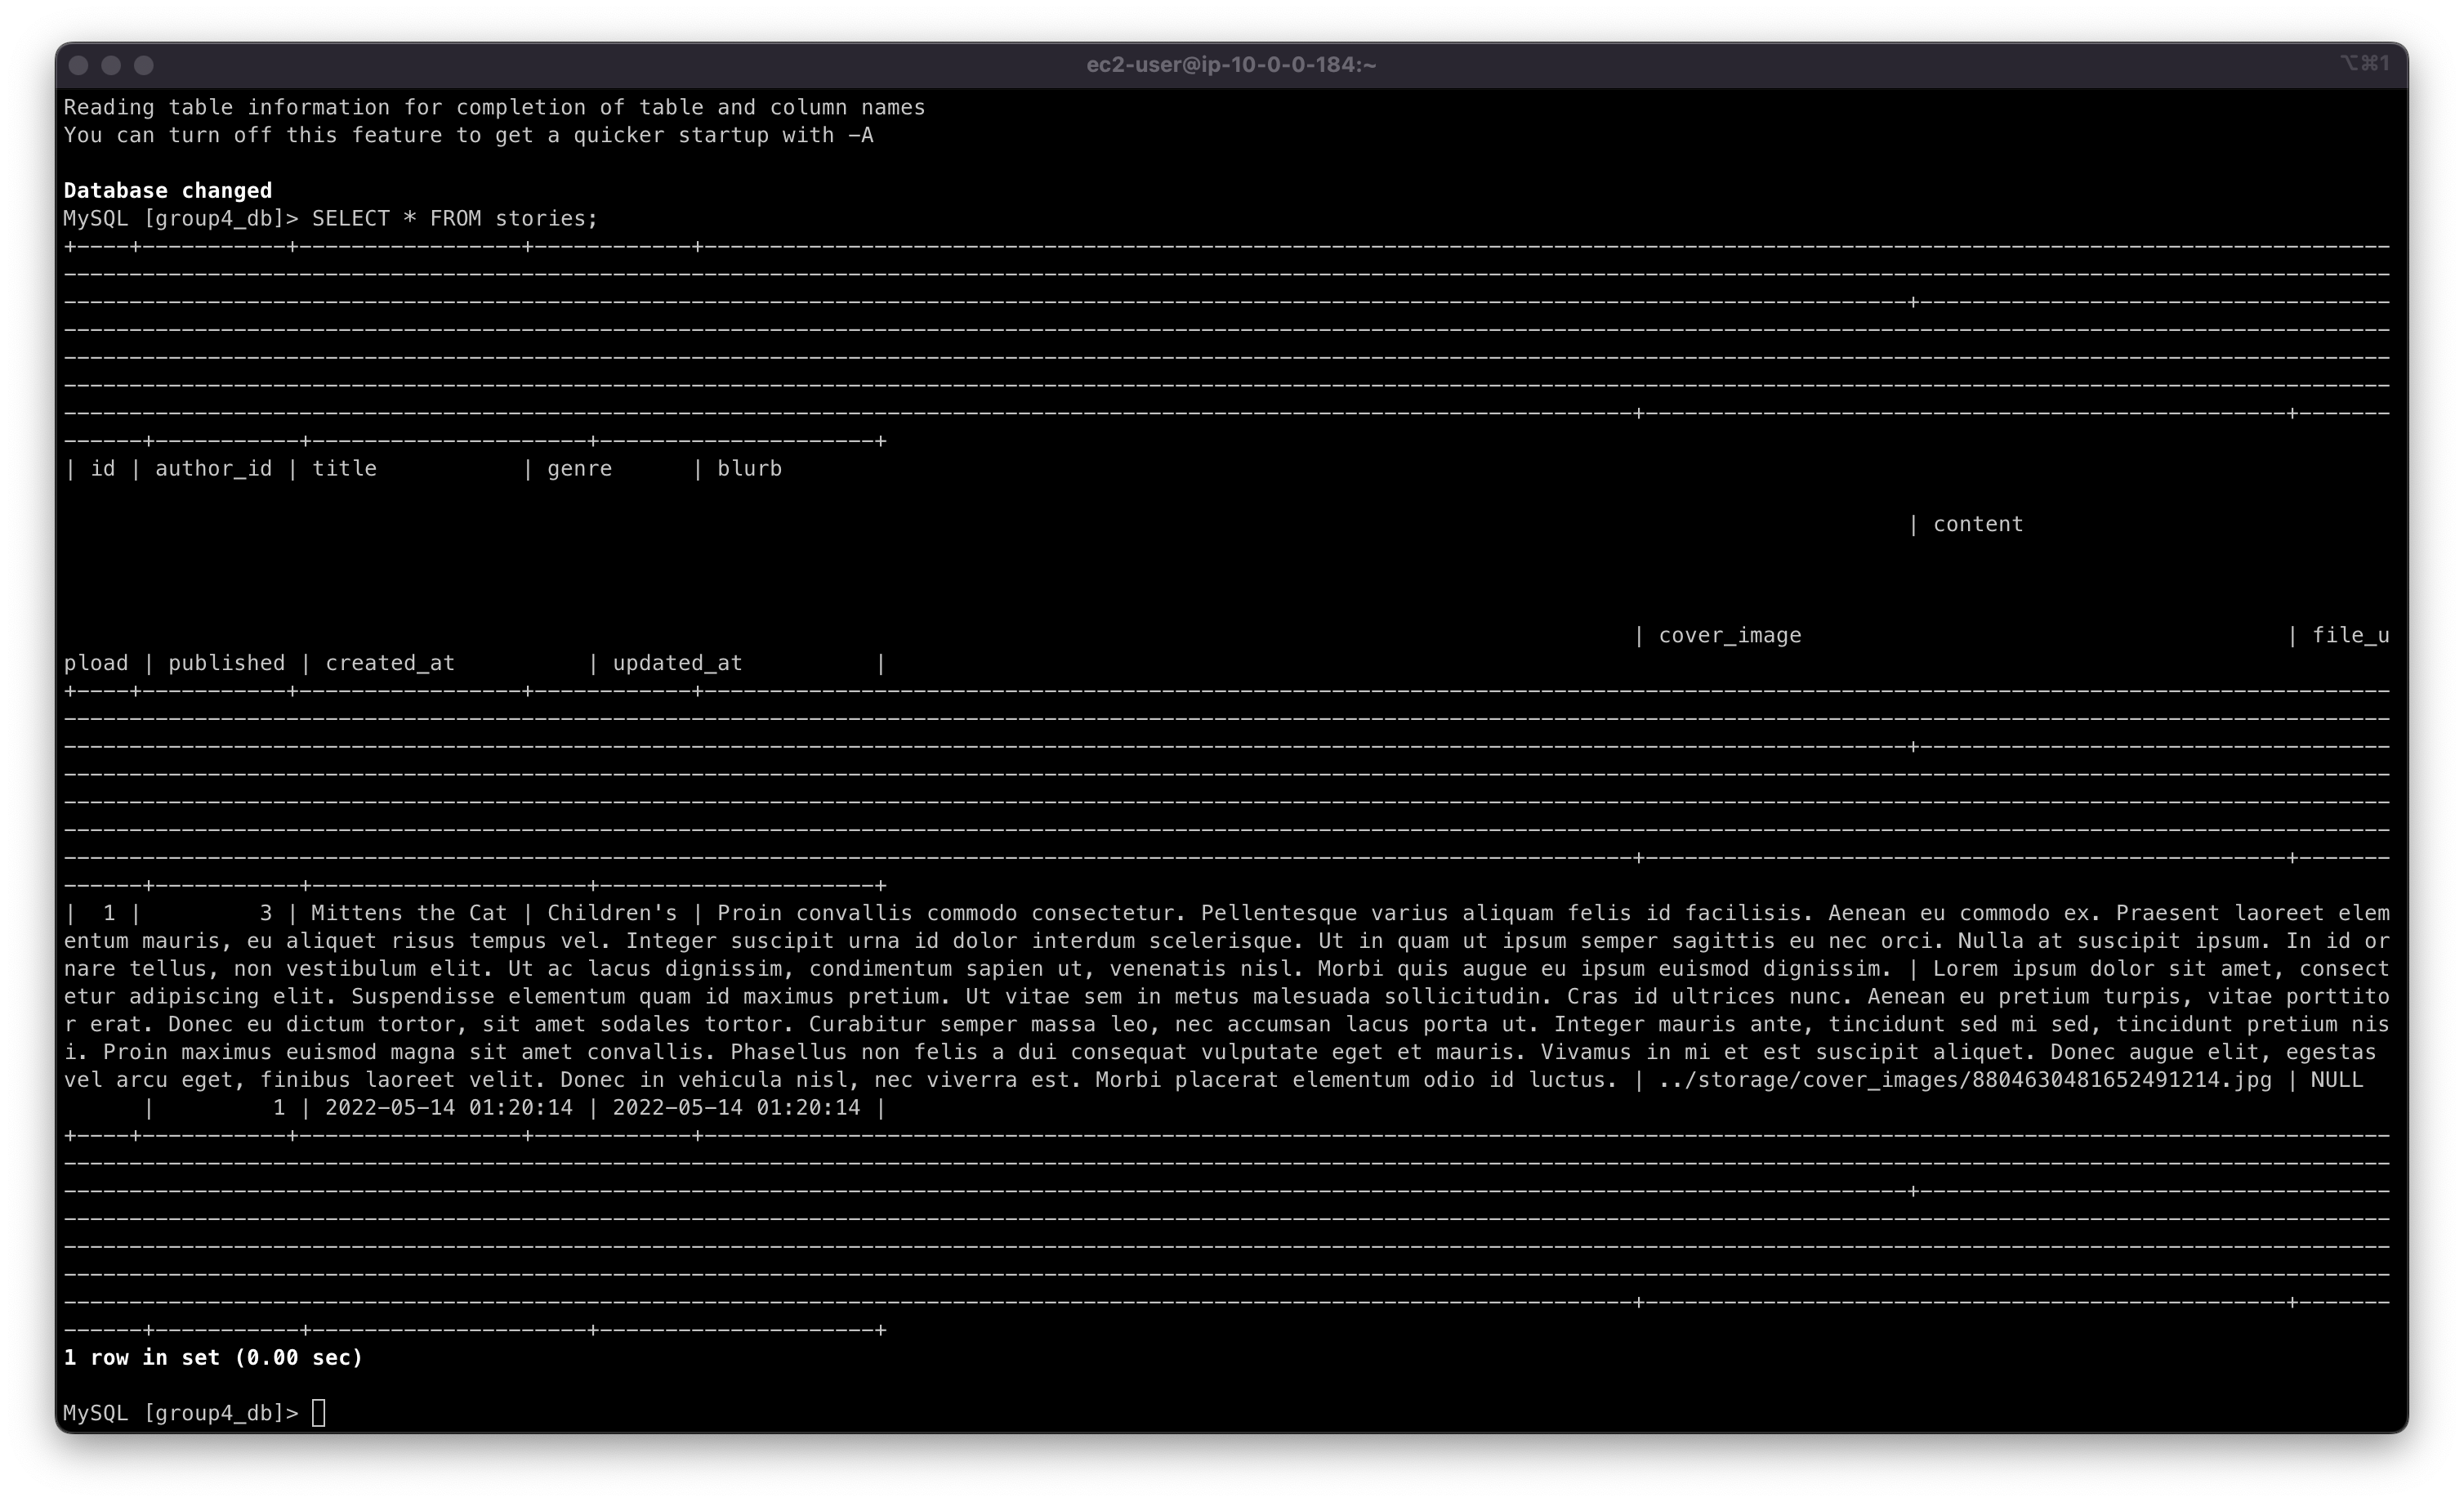 ec2-user@ip-10-0-0-184:~
⌥⌘1
Reading table information for completion of table and column names
You can turn off this feature to get a quicker startup with -A
Database changed
MySQL [group4_db]> SELECT * FROM stories;
| id | author_id | title | genre | blurb
| content
| cover_image | file_u
pload | published | created_at | updated_at |
| 1 | 3 | Mittens the Cat | Children's | Proin convallis commodo consectetur. Pellentesque varius aliquam felis id facilisis. Aenean eu commodo ex. Praesent laoreet elem
entum mauris, eu aliquet risus tempus vel. Integer suscipit urna id dolor interdum scelerisque. Ut in quam ut ipsum semper sagittis eu nec orci. Nulla at suscipit ipsum. In id or
nare tellus, non vestibulum elit. Ut ac lacus dignissim, condimentum sapien ut, venenatis nisl. Morbi quis augue eu ipsum euismod dignissim. | Lorem ipsum dolor sit amet, consect
etur adipiscing elit. Suspendisse elementum quam id maximus pretium. Ut vitae sem in metus malesuada sollicitudin. Cras id ultrices nunc. Aenean eu pretium turpis, vitae porttito
r erat. Donec eu dictum tortor, sit amet sodales tortor. Curabitur semper massa leo, nec accumsan lacus porta ut. Integer mauris ante, tincidunt sed mi sed, tincidunt pretium nis
i. Proin maximus euismod magna sit amet convallis. Phasellus non felis a dui consequat vulputate eget et mauris. Vivamus in mi et est suscipit aliquet. Donec augue elit, egestas
vel arcu eget, finibus laoreet velit. Donec in vehicula nisl, nec viverra est. Morbi placerat elementum odio id luctus. | ../storage/cover_images/8804630481652491214.jpg | NULL
| 1 | 2022-05-14 01:20:14 | 2022-05-14 01:20:14 |
1 row in set (0.00 sec)
MySQL [group4_db]>